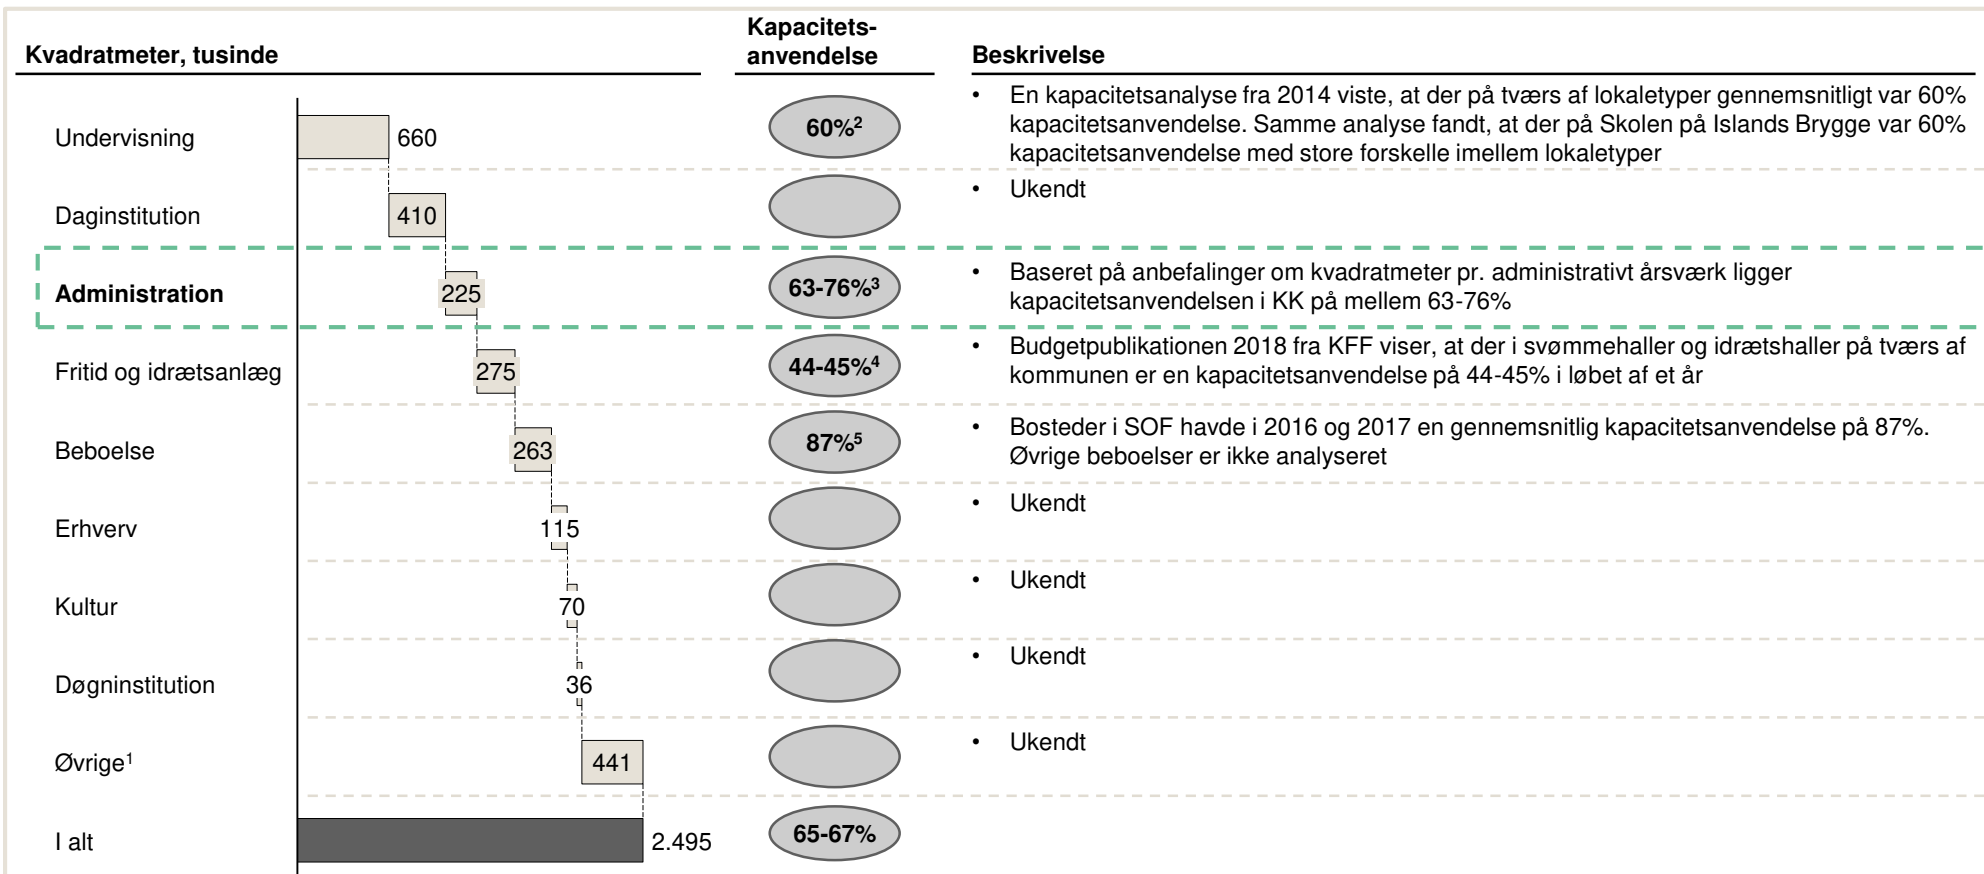 Kvadratmeter, tusinde
Kapacitets-
anvendelse
Beskrivelse
Undervisning
660
60%²
• En kapacitetsanalyse fra 2014 viste, at der på tværs af lokaletyper gennemsnitligt var 60%
kapacitetsanvendelse. Samme analyse fandt, at der på Skolen på Islands Brygge var 60%
kapacitetsanvendelse med store forskelle imellem lokaletyper
Daginstitution
410
• Ukendt
Administration
225
63-76%³
• Baseret på anbefalinger om kvadratmeter pr. administrativt årsværk ligger
kapacitetsanvendelsen i KK på mellem 63-76%
Fritid og idrætsanlæg
275
44-45%⁴
• Budgetpublikationen 2018 fra KFF viser, at der i svømmehaller og idrætshaller på tværs af
kommunen er en kapacitetsanvendelse på 44-45% i løbet af et år
Beboelse
263
87%⁵
• Bosteder i SOF havde i 2016 og 2017 en gennemsnitlig kapacitetsanvendelse på 87%.
Øvrige beboelser er ikke analyseret
Erhverv
115
• Ukendt
Kultur
70
• Ukendt
Døgninstitution
36
• Ukendt
Øvrige¹
441
• Ukendt
I alt
2.495
65-67%